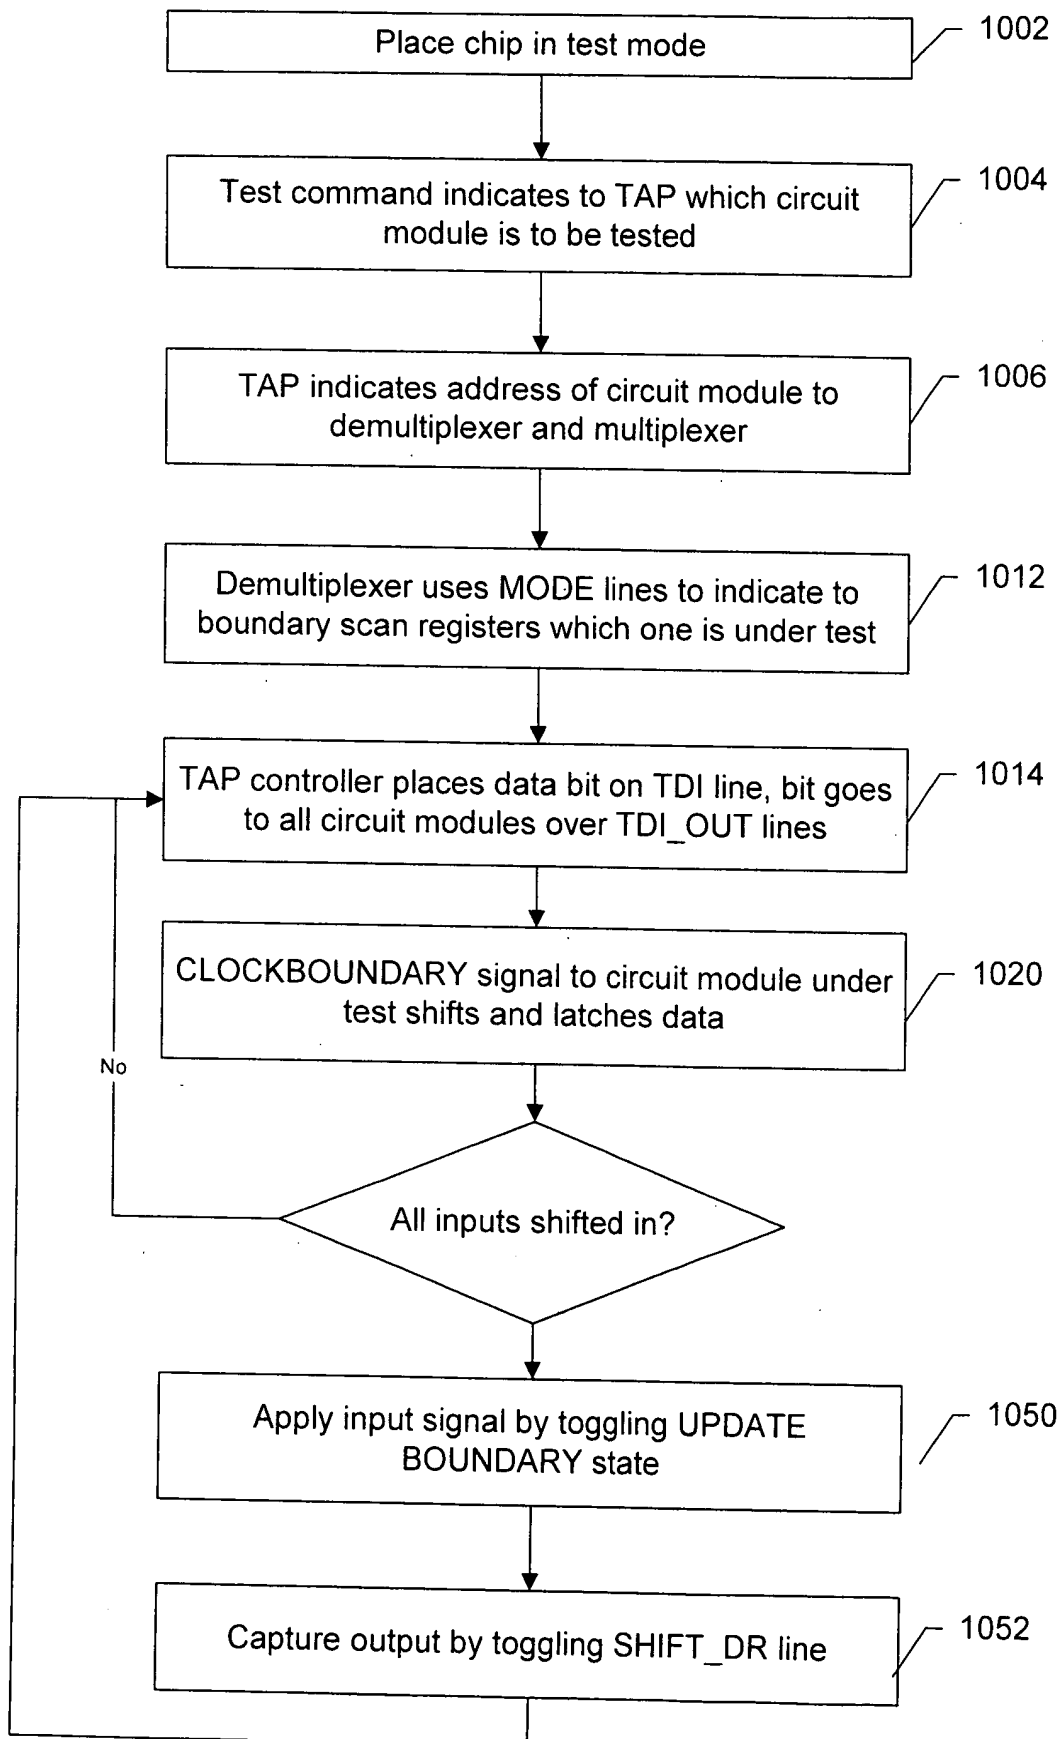 Place chip in test mode
1002
Test command indicates to TAP which circuit
module is to be tested
1004
TAP indicates address of circuit module to
demultiplexer and multiplexer
1006
Demultiplexer uses MODE lines to indicate to
boundary scan registers which one is under test
1012
TAP controller places data bit on TDI line, bit goes
to all circuit modules over TDI_OUT lines
1014
CLOCKBOUNDARY signal to circuit module under
test shifts and latches data
1020
No
All inputs shifted in?
Apply input signal by toggling UPDATE
BOUNDARY state
1050
Capture output by toggling SHIFT_DR line
1052